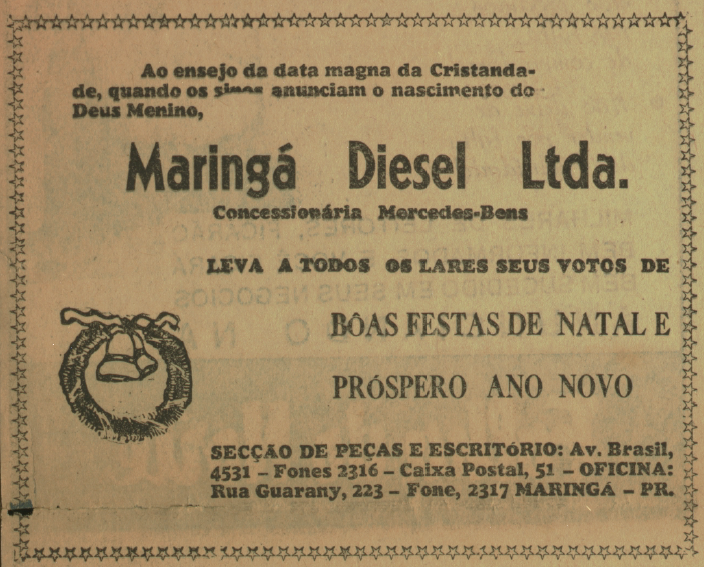 Ao ensejo da data magna da Cristanda-
de, quando os sinos anunciam o nascimento do
Deus Menino,
Maringá Diesel Ltda.
Concessionária Mercedes-Bens
LEVA A TODOS OS LARES SEUS VOTOS DE
BÔAS FESTAS DE NATAL E
PRÓSPERO ANO NOVO
SECÇÃO DE PEÇAS E ESCRITÓRIO: Av. Brasil,
4531 – Fones 2316 – Caixa Postal, 51 – OFICINA:
Rua Guarany, 223 – Fone, 2317 MARINGÁ – PR.